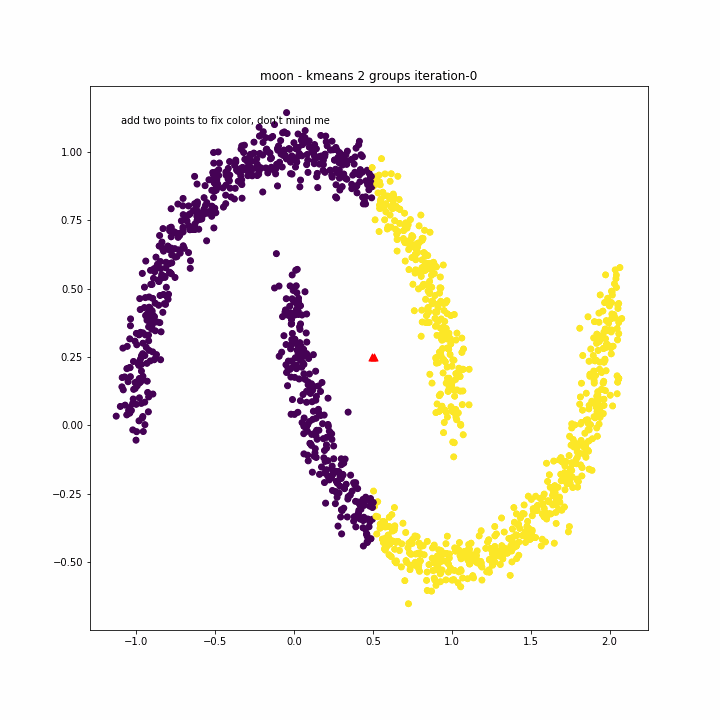 moon - kmeans 2 groups iteration-0
add two points to fix color, don't mind me
1.00
0.75
0.50
0.25
0.00
−0.25
−0.50
−1.0 −0.5 0.0 0.5 1.0 1.5 2.0